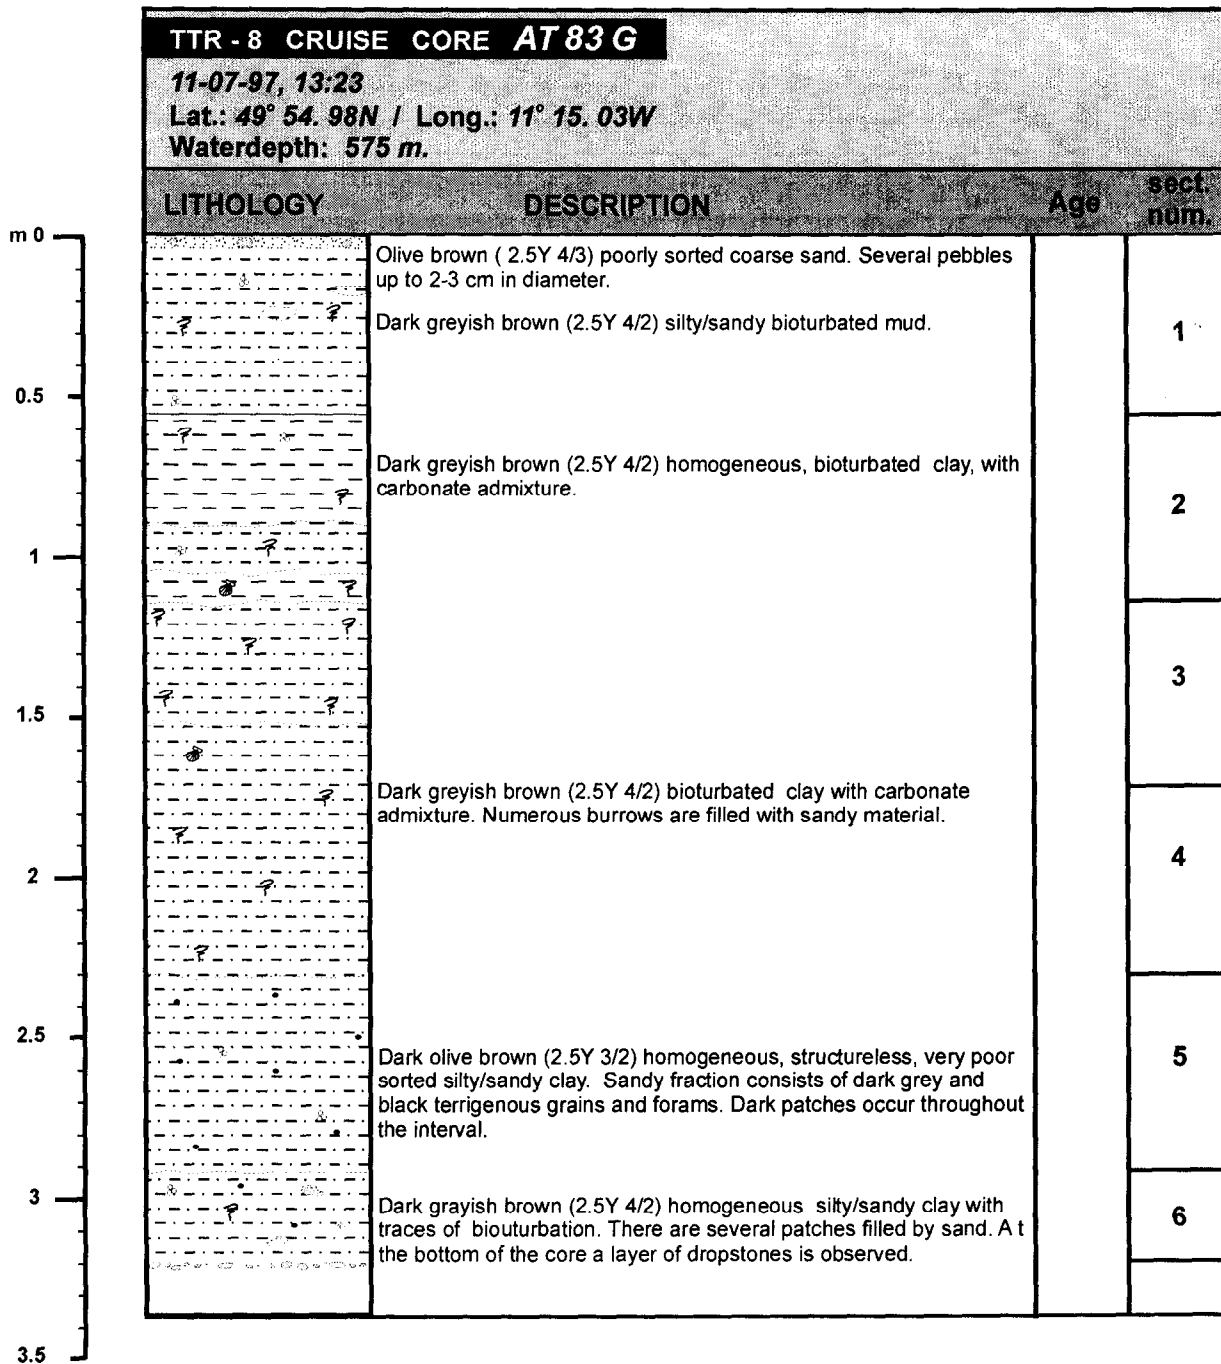 TTR - 8 CRUISE CORE AT 83 G
11-07-97, 13:23
Lat.: 49° 54. 98N / Long.: 11° 15. 03W
Waterdepth: 575 m.
LITHOLOGY DESCRIPTION Age sect. num.
m 0
Olive brown ( 2.5Y 4/3) poorly sorted coarse sand. Several pebbles
up to 2-3 cm in diameter.
Dark greyish brown (2.5Y 4/2) silty/sandy bioturbated mud.
1
0.5
Dark greyish brown (2.5Y 4/2) homogeneous, bioturbated clay, with
carbonate admixture.
2
1
3
1.5
Dark greyish brown (2.5Y 4/2) bioturbated clay with carbonate
admixture. Numerous burrows are filled with sandy material.
4
2
2.5
Dark olive brown (2.5Y 3/2) homogeneous, structureless, very poor
sorted silty/sandy clay. Sandy fraction consists of dark grey and
black terrigenous grains and forams. Dark patches occur throughout
the interval.
5
3
Dark grayish brown (2.5Y 4/2) homogeneous silty/sandy clay with
traces of biouturbation. There are several patches filled by sand. A t
the bottom of the core a layer of dropstones is observed.
6
3.5